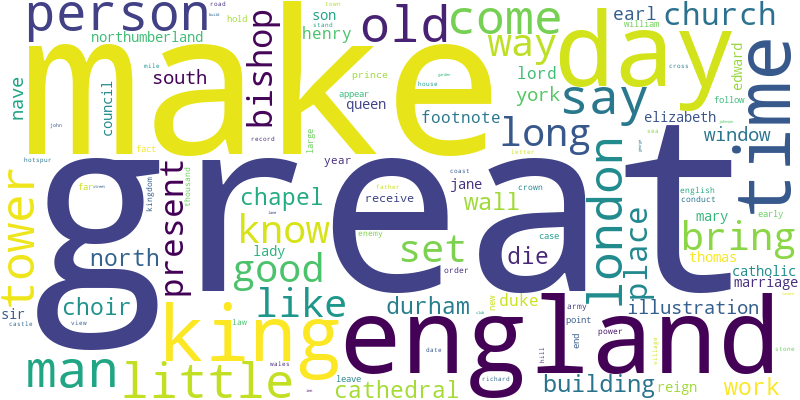 person
make
old
come
day
time
church
earl
son
henry
hold
road
town
stand
william
northumberland
nave
south
bishop
mile
prince
appear
house
way
lord
york
say
edward
cross
council
queen
footnote
long
elizabeth
window
follow
john
fact
record
large
hotspur
year
great
tower
far
kingdom
thousand
present
chapel
know
lady
good
receive
father
jane
coast
crown
wall
letter
london
place
sea
english
conduct
mary
early
bring
thomas
catholic
marriage
north
choir
enemy
set
order
die
case
sir
castle
view
king
law
like
durham
new
duke
army
point
end
power
illustration
england
man
little
wales
leave
date
cathedral
richard
hill
building
village
reign
work
stone